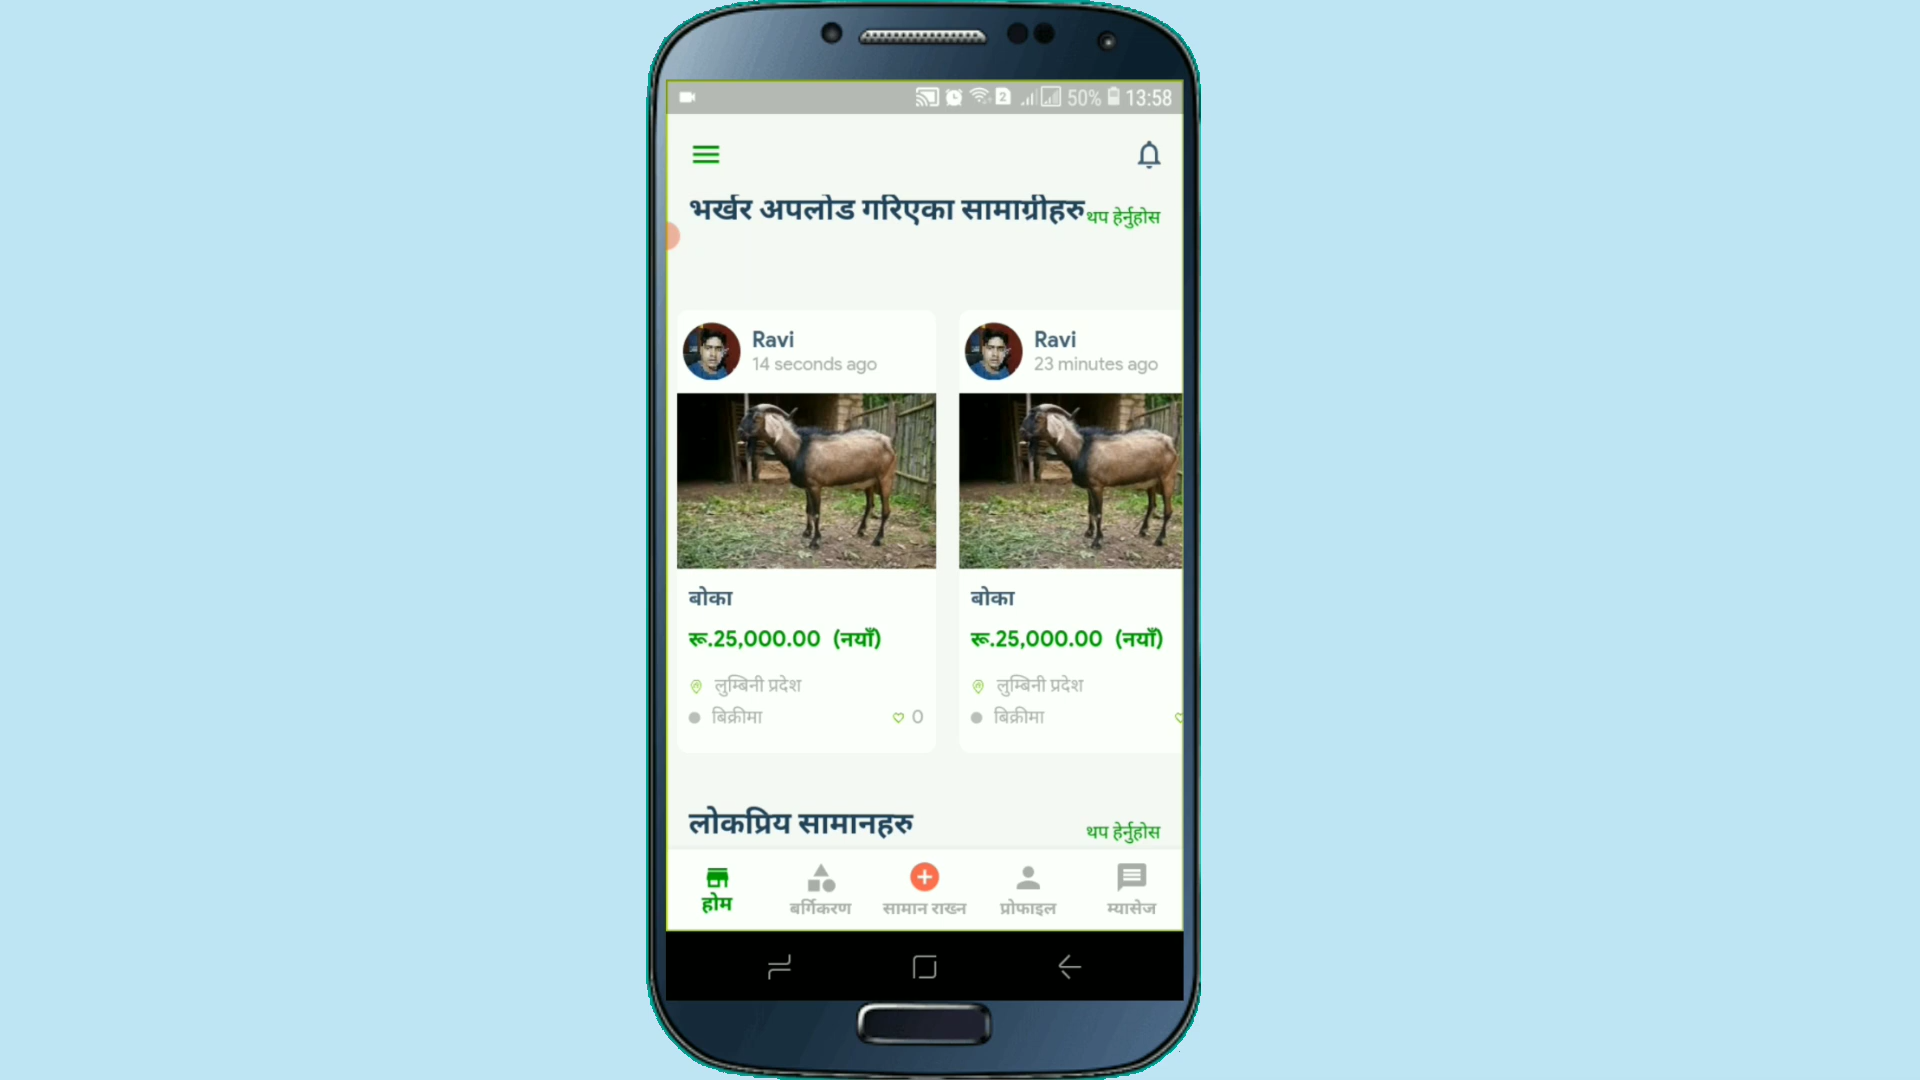 50% 13:58
भर्खर अपलोड गरिएका सामाग्रीहरु थप हेर्नुहोस
Ravi
14 seconds ago
Ravi
23 minutes ago
बोका
रू.25,000.00 (नयाँ)
लुम्बिनी प्रदेश
बिक्रीमा
0
बोका
रू.25,000.00 (नयाँ)
लुम्बिनी प्रदेश
बिक्रीमा
लोकप्रिय सामानहरु थप हेर्नुहोस
होम
बर्गिकरण
सामान राख्न
प्रोफाइल
म्यासेज